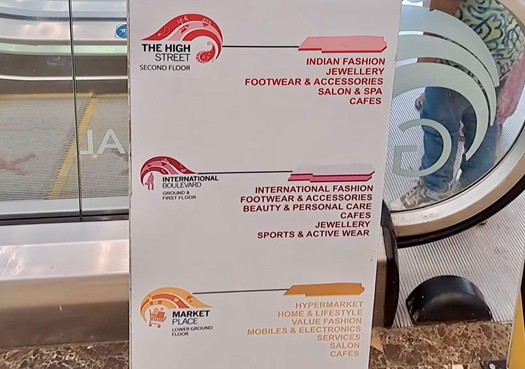 THE HIGH
STREET
SECOND FLOOR
INDIAN FASHION
JEWELLERY
FOOTWEAR & ACCESSORIES
SALON & SPA
CAFES
INTERNATIONAL
BOULEVARD
GROUND &
FIRST FLOOR
INTERNATIONAL FASHION
FOOTWEAR & ACCESSORIES
BEAUTY & PERSONAL CARE
CAFES
JEWELLERY
SPORTS & ACTIVE WEAR
MARKET
PLACE
LOWER GROUND
FLOOR
HYPERMARKET
HOME & LIFESTYLE
VALUE FASHION
MOBILES & ELECTRONICS
SERVICES
SALON
CAFES